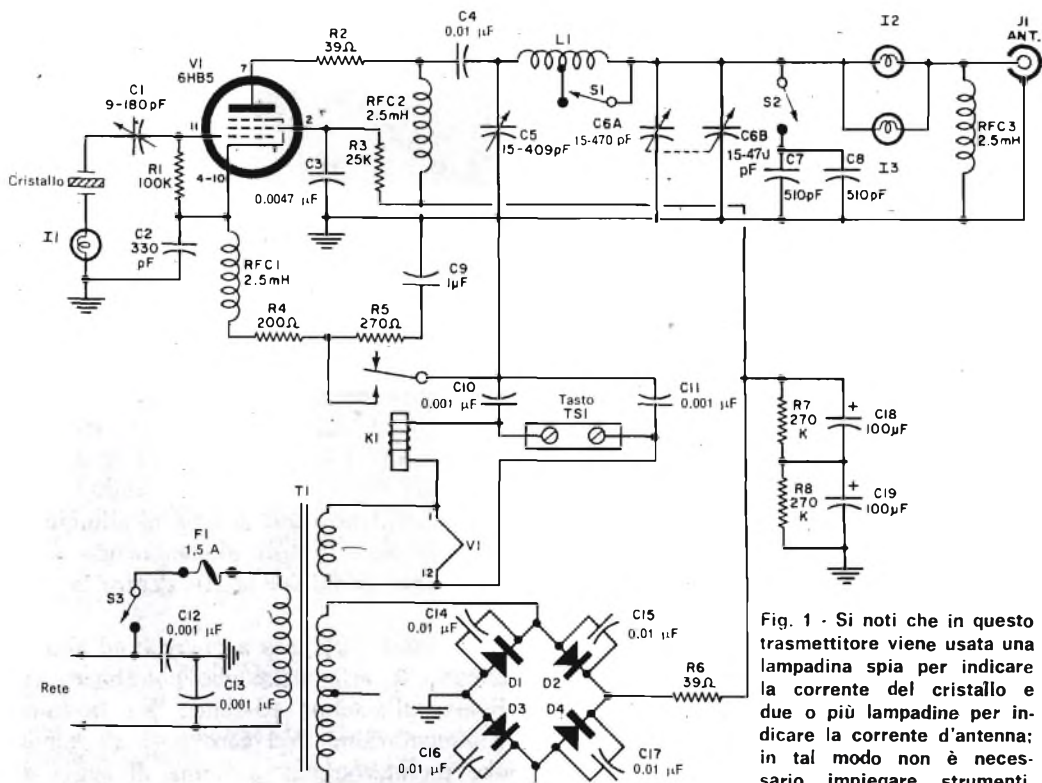 C4
0.01 µF
R2
39Ω
L1
I2
J1
ANT.
V1
6HB5
7
C1
9-180pF
11
2
RFC2
2.5mH
S1
S2
C5
15-409pF
C6A
15-470 pF
C6B
15-47
pF
RFC3
2.5mH
R1
100K
R3
25K
C3
0.0047 µF
4-10
I3
C7
510pF
C8
510pF
Cristallo
I1
C2
330
pF
RFC1
2.5mH
C9
1µF
R4
200Ω
R5
270Ω
C10
0.001 µF
Tasto
TS1
C11
0.001 µF
R7
270
K
C18
100µF
+
K1
R8
270
K
C19
100µF
+
T1
1
V1
12
F1
1.5 A
S3
C12
0.001 µF
C13
0.001 µF
Rete
C14
0.01 µF
C15
0.01 µF
D1
D2
D3
D4
R6
39Ω
C16
0.01 µF
C17
0.01 µF
Fig. 1 - Si noti che in questo
trasmettitore viene usata una
lampadina spia per indicare
la corrente del cristallo e
due o più lampadine per in-
dicare la corrente d'antenna;
in tal modo non è neces-
sario impiegare strumenti.